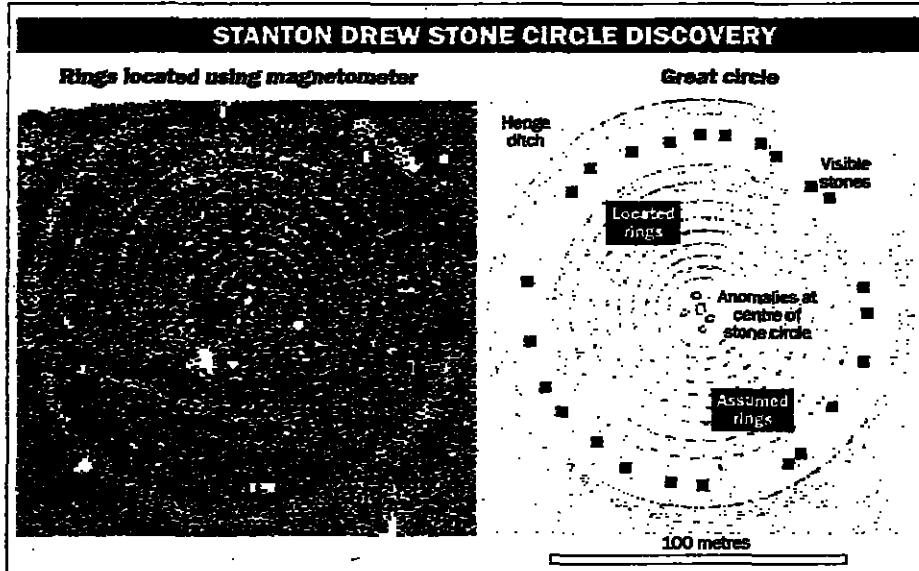 STANTON DREW STONE CIRCLE DISCOVERY
Rings located using magnetometer
Great circle
Henge
ditch
Visible
stones
Located
rings
Anomalies at
centre of
stone circle
Assumed
rings
100 metres